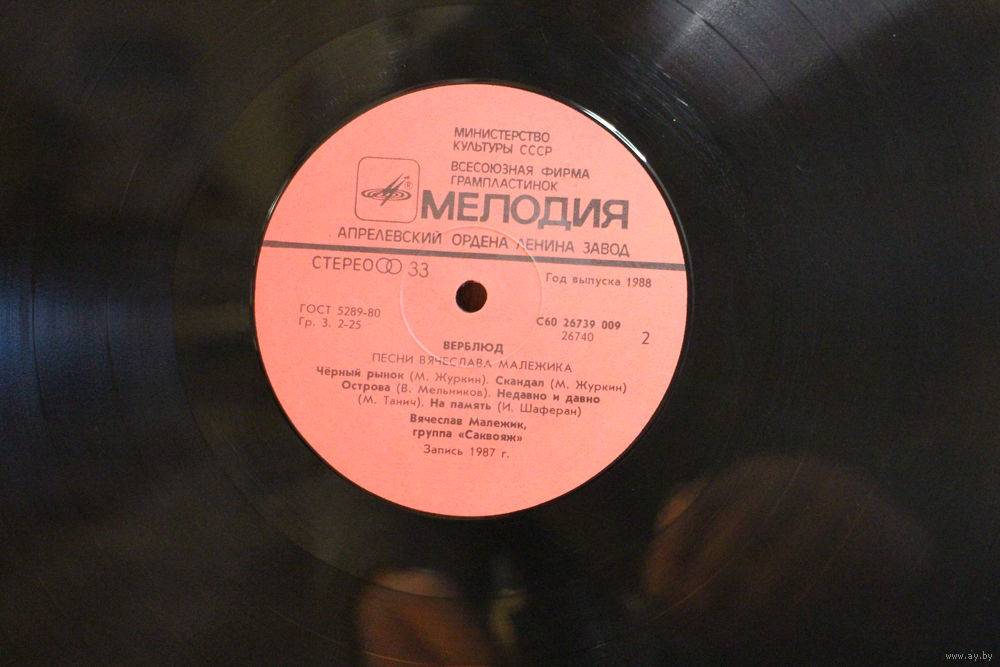 МИНИСТЕРСТВО
КУЛЬТУРЫ СССР
ВСЕСОЮЗНАЯ ФИРМА
ГРАМПЛАСТИНОК
®
МЕЛОДИЯ
АПРЕЛЕВСКИЙ ОРДЕНА ЛЕНИНА ЗАВОД
СТЕРЕО 33
Год выпуска 1988
ГОСТ 5289-80
Гр. 3. 2-25
С60 26739 009
26740
2
ВЕРБЛЮД
ПЕСНИ ВЯЧЕСЛАВА МАЛЕЖИКА
Чёрный рынок (М. Журкин). Скандал (М. Журкин)
Острова (В. Мельников). Недавно и давно
(М. Танич). На память (И. Шаферан)
Вячеслав Малежик,
группа «Саквояж»
Запись 1987 г.
www.ay.by